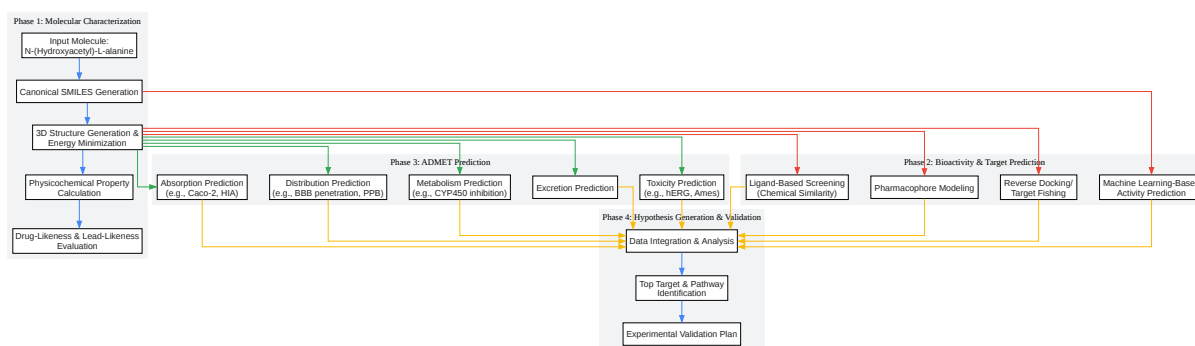 Phase 1: Molecular Characterization
Input Molecule:
N-(Hydroxyacetyl)-L-alanine
Canonical SMILES Generation
3D Structure Generation &
Energy Minimization
Physicochemical Property
Calculation
Drug-Likeness & Lead-Likeness
Evaluation
Phase 3: ADMET Prediction
Absorption Prediction
(e.g., Caco-2, HIA)
Distribution Prediction
(e.g., BBB penetration, PPB)
Metabolism Prediction
(e.g., CYP450 inhibition)
Excretion Prediction
Toxicity Prediction
(e.g., hERG, Ames)
Phase 2: Bioactivity & Target Prediction
Ligand-Based Screening
(Chemical Similarity)
Pharmacophore Modeling
Reverse Docking/
Target Fishing
Machine Learning-Based
Activity Prediction
Phase 4: Hypothesis Generation & Validation
Data Integration & Analysis
Top Target & Pathway
Identification
Experimental Validation Plan